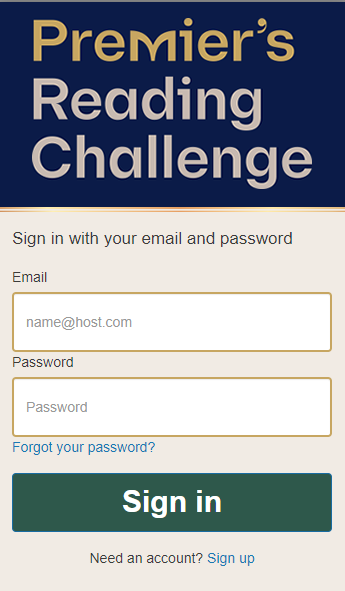 Premier's
Reading
Challenge
Sign in with your email and password
Email
name@host.com
Password
Password
Forgot your password?
Sign in
Need an account? Sign up